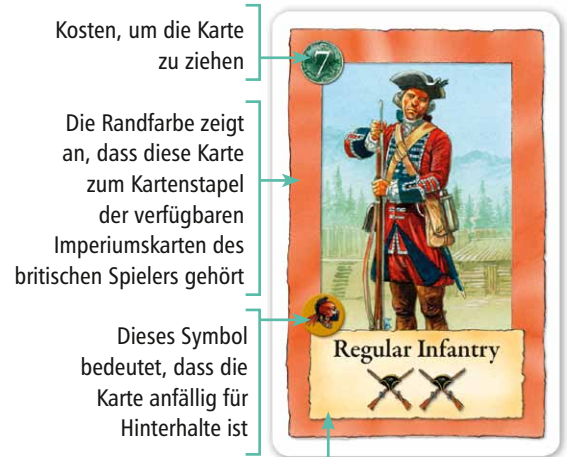 Kosten, um die Karte
zu ziehen
7
Die Randfarbe zeigt
an, dass diese Karte
zum Kartenstapel
der verfügbaren
Imperiumskarten des
britischen Spielers gehört
Dieses Symbol
bedeutet, dass die
Karte anfällig für
Hinterhalte ist
Regular Infantry